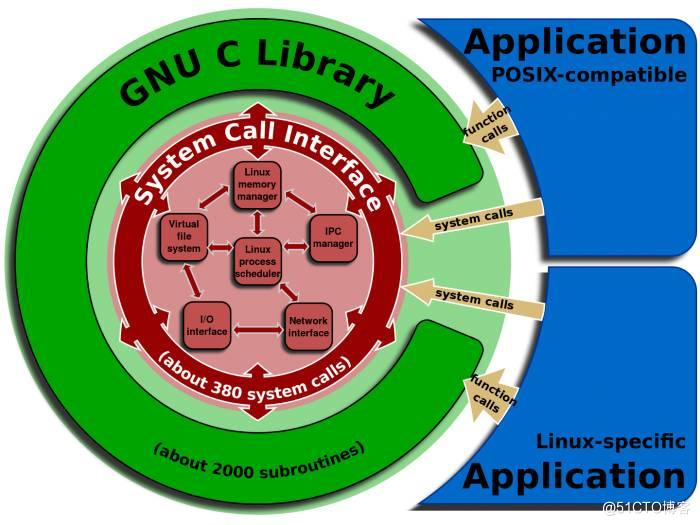 Application
POSIX-compatible
GNU C Library
function
calls
System Call Interface
Linux
memory
manager
system calls
Virtual
file
system
IPC
manager
Linux
process
scheduler
system calls
I/O
interface
Network
interface
(about 380 system calls)
function
calls
(about 2000 subroutines)
Linux-specific
Application
@51CTO博客